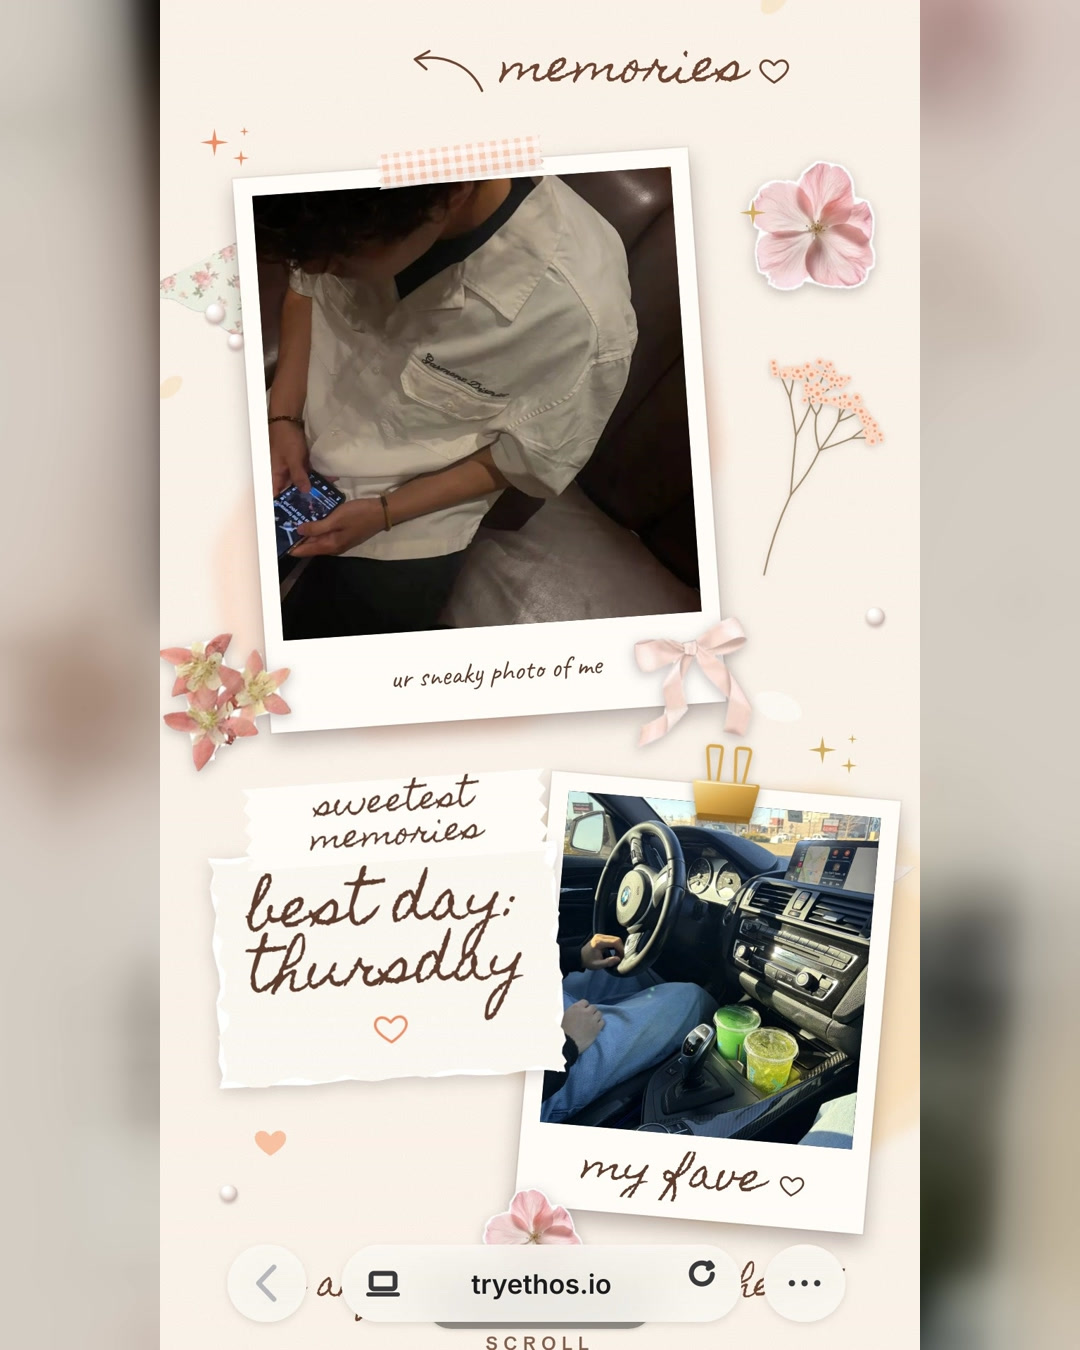 memories
ur sneaky photo of me
sweetest
memories
best day:
thursday
my fave
tryethos.io
SCROLL